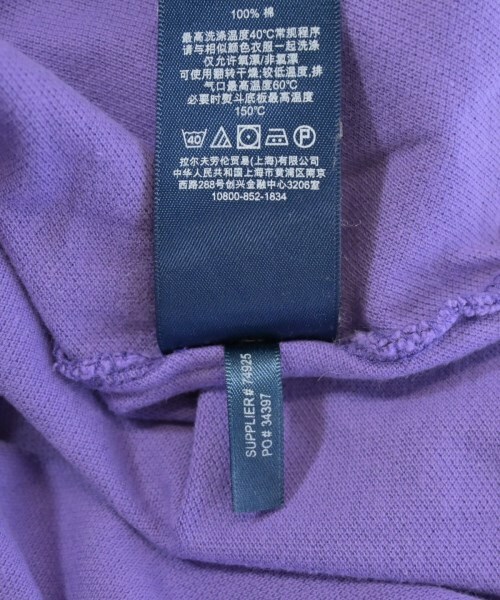 100% 棉
最高洗涤温度40℃常规程序
请与相似颜色衣服一起洗涤
仅允许氧漂/非氯漂
可使用翻转干燥;较低温度,排
气口最高温度60℃
必要时熨斗底板最高温度
150℃
40 P
拉尔夫劳伦贸易(上海)有限公司
中华人民共和国上海市黄浦区湖滨
西路288号创兴金融中心3206室
10800-852-1834
SUPPLIER# 74925
PO# 34397